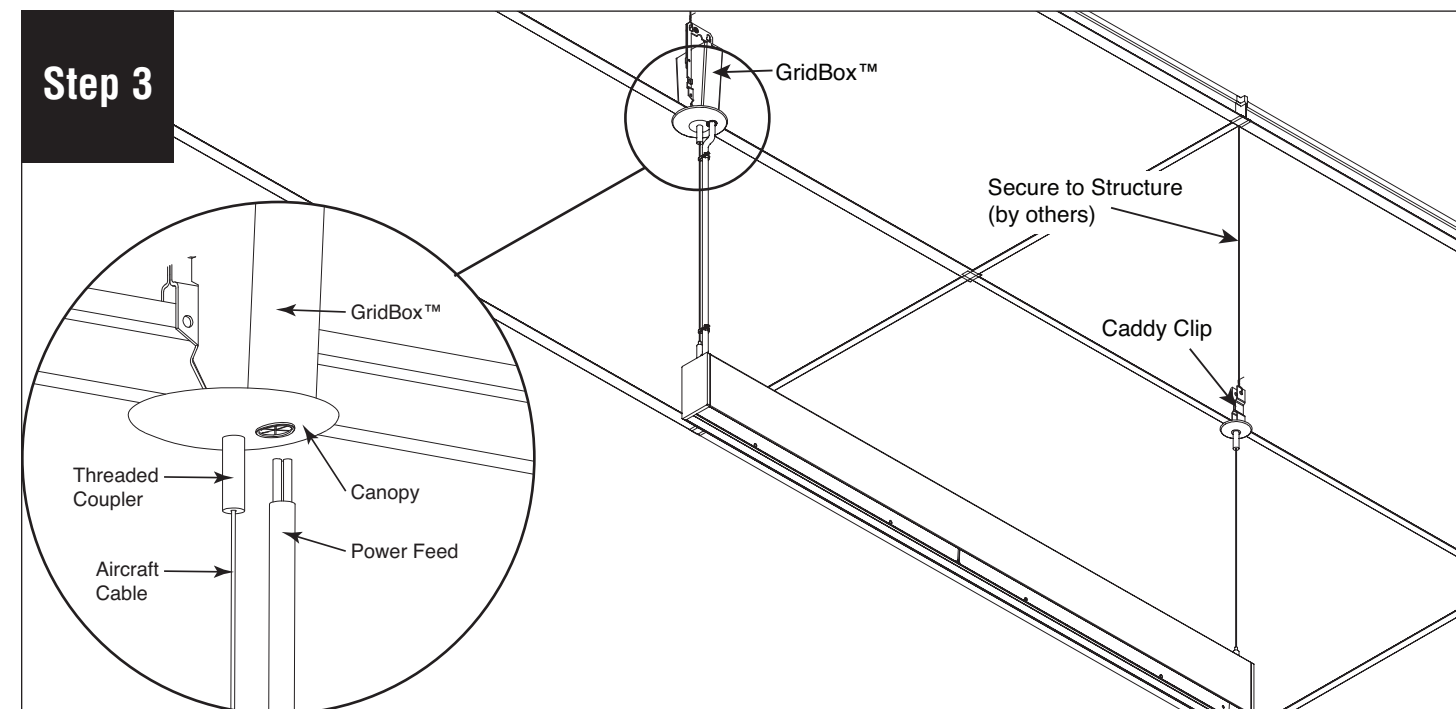 Step 3
GridBox™
Secure to Structure
(by others)
Caddy Clip
GridBox™
Threaded
Coupler
Canopy
Power Feed
Aircraft
Cable